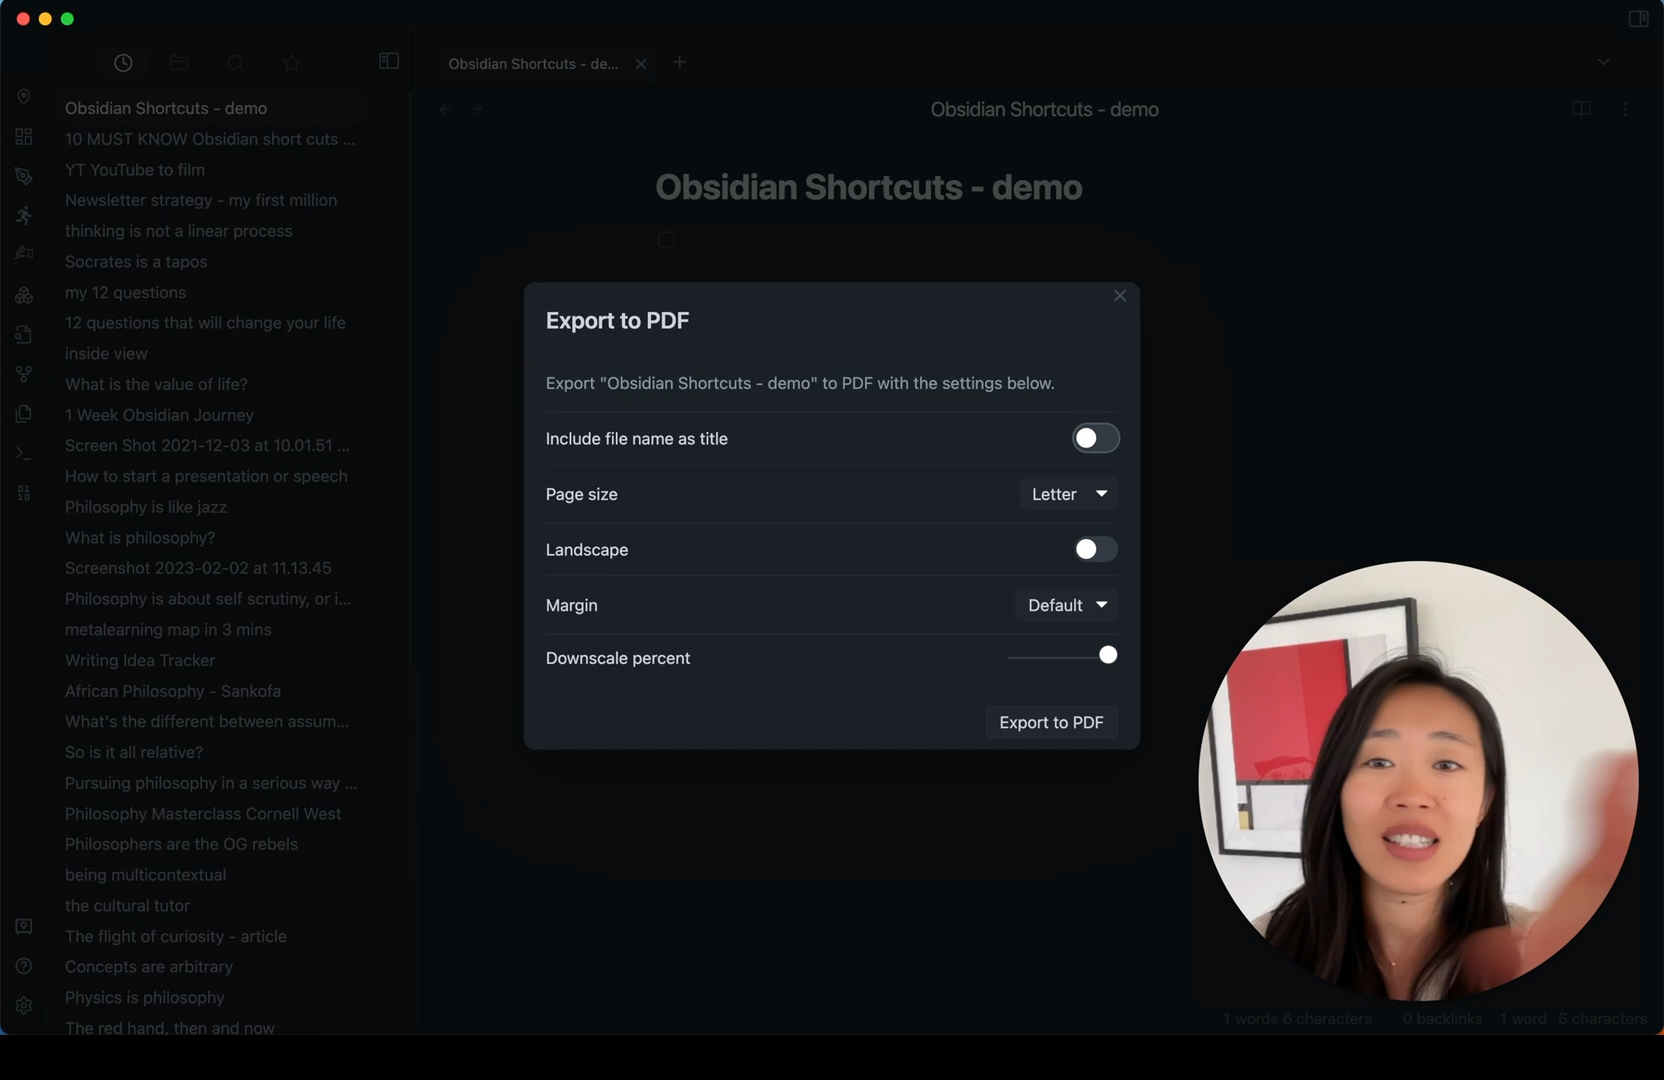 Obsidian Shortcuts - de...
Obsidian Shortcuts - demo
10 MUST KNOW Obsidian short cuts ...
YT YouTube to film
Newsletter strategy - my first million
thinking is not a linear process
Socrates is a tapos
my 12 questions
12 questions that will change your life
inside view
What is the value of life?
1 Week Obsidian Journey
Screen Shot 2021-12-03 at 10.01.51 ...
How to start a presentation or speech
Philosophy is like jazz
What is philosophy?
Screenshot 2023-02-02 at 11.13.45
Philosophy is about self scrutiny, or i...
metalearning map in 3 mins
Writing Idea Tracker
African Philosophy - Sankofa
What's the different between assum...
So is it all relative?
Pursuing philosophy in a serious way ...
Philosophy Masterclass Cornell West
Philosophers are the OG rebels
being multicontextual
the cultural tutor
The flight of curiosity - article
Concepts are arbitrary
Physics is philosophy
The red hand, then and now
Obsidian Shortcuts - demo
Obsidian Shortcuts - demo
Export to PDF
Export "Obsidian Shortcuts - demo" to PDF with the settings below.
Include file name as title
Page size
Letter
Landscape
Margin
Default
Downscale percent
Export to PDF
1 words 6 characters
0 backlinks
1 word
6 characters